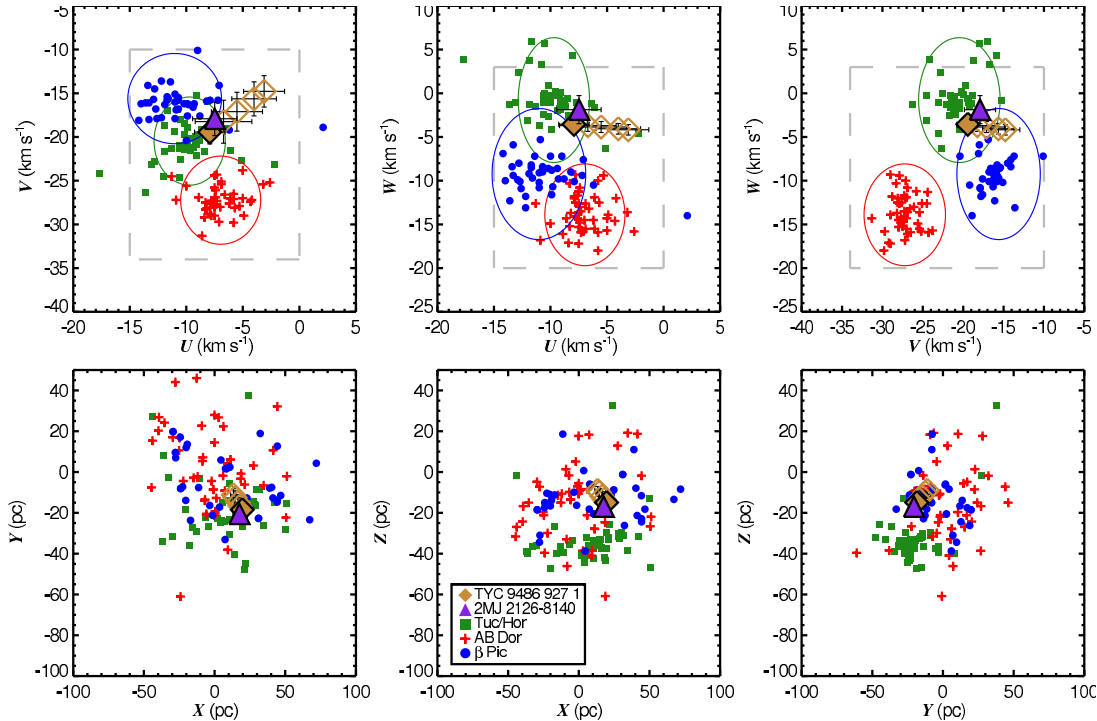 5
-5
-10
-15
-20
-25
-30
-35
-40
-20 -15 -10 -5 0 5
U (km s-1)
V (km s-1)
10
5
0
-5
-10
-15
-20
-25
-20 -15 -10 -5 0 5
U (km s-1)
W (km s-1)
10
5
0
-5
-10
-15
-20
-25
-40 -35 -30 -25 -20 -15 -10 -5
V (km s-1)
W (km s-1)
40
20
0
-20
-40
-60
-80
-100
-100 -50 0 50 100
X (pc)
Y (pc)
40
20
0
-20
-40
-60
-80
-100
-100 -50 0 50 100
X (pc)
Z (pc)
TYC 9486 927 1
2MJ 2126-8140
Tuc/Hor
AB Dor
β Pic
40
20
0
-20
-40
-60
-80
-100
-100 -50 0 50 100
Y (pc)
Z (pc)